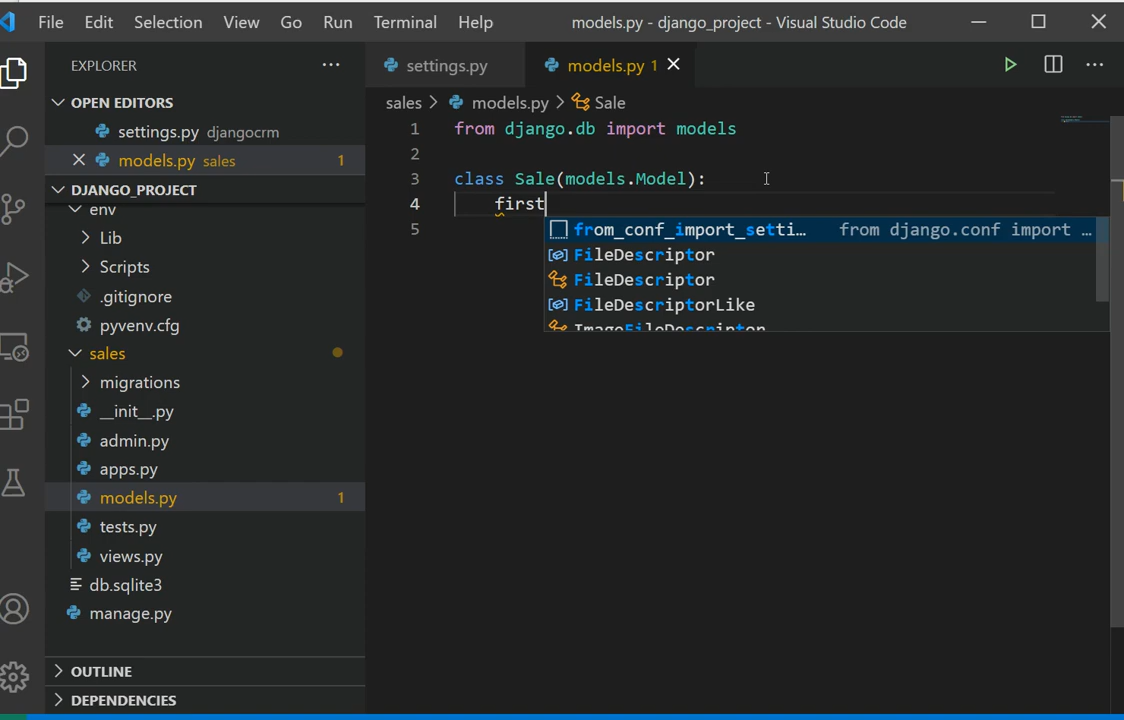 File Edit Selection View Go Run Terminal Help models.py - django_project - Visual Studio Code
EXPLORER
OPEN EDITORS
settings.py djangocrm
models.py sales 1
DJANGO_PROJECT
env
Lib
Scripts
.gitignore
pyvenv.cfg
sales
migrations
__init__.py
admin.py
apps.py
models.py 1
tests.py
views.py
db.sqlite3
manage.py
OUTLINE
DEPENDENCIES
settings.py models.py 1
sales > models.py > Sale
1 from django.db import models
2
3 class Sale(models.Model):
4 first
5
from_conf_import_setti... from django.conf import ...
FileDescriptor
FileDescriptor
FileDescriptorLike
ImageFileDescriptor